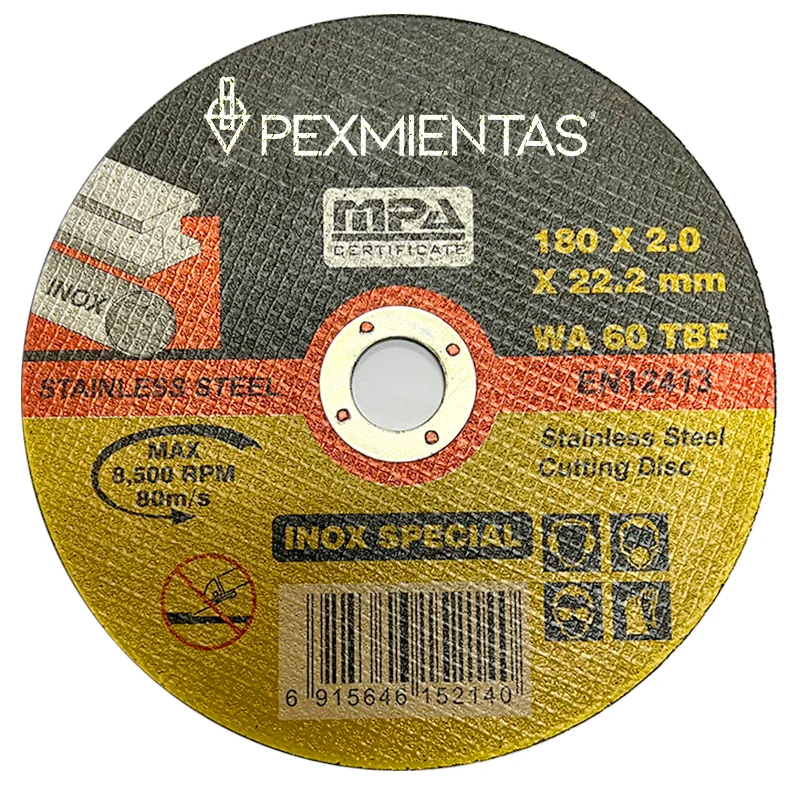 PEXMIENTAS®
MPA
CERTIFICATE
180 X 2.0
X 22.2 mm
WA 60 TBF
INOX
STAINLESS STEEL
EN12413
MAX
8,500 RPM
80m/s
Stainless Steel
Cutting Disc
INOX SPECIAL
6 915646 152140